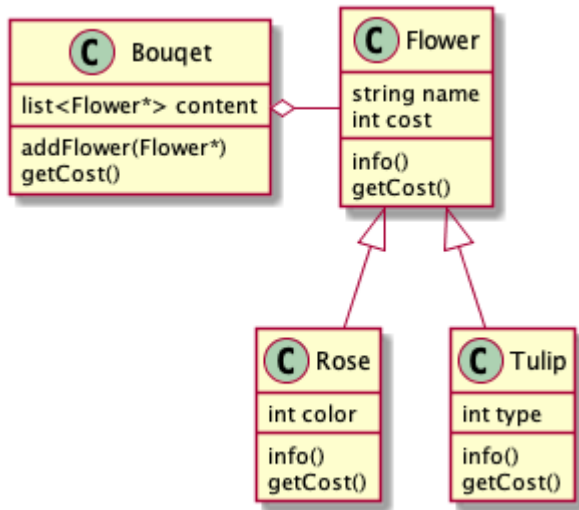 C Bouqet
list<Flower*> content
addFlower(Flower*)
getCost()
C Flower
string name
int cost
info()
getCost()
C Rose
int color
info()
getCost()
C Tulip
int type
info()
getCost()